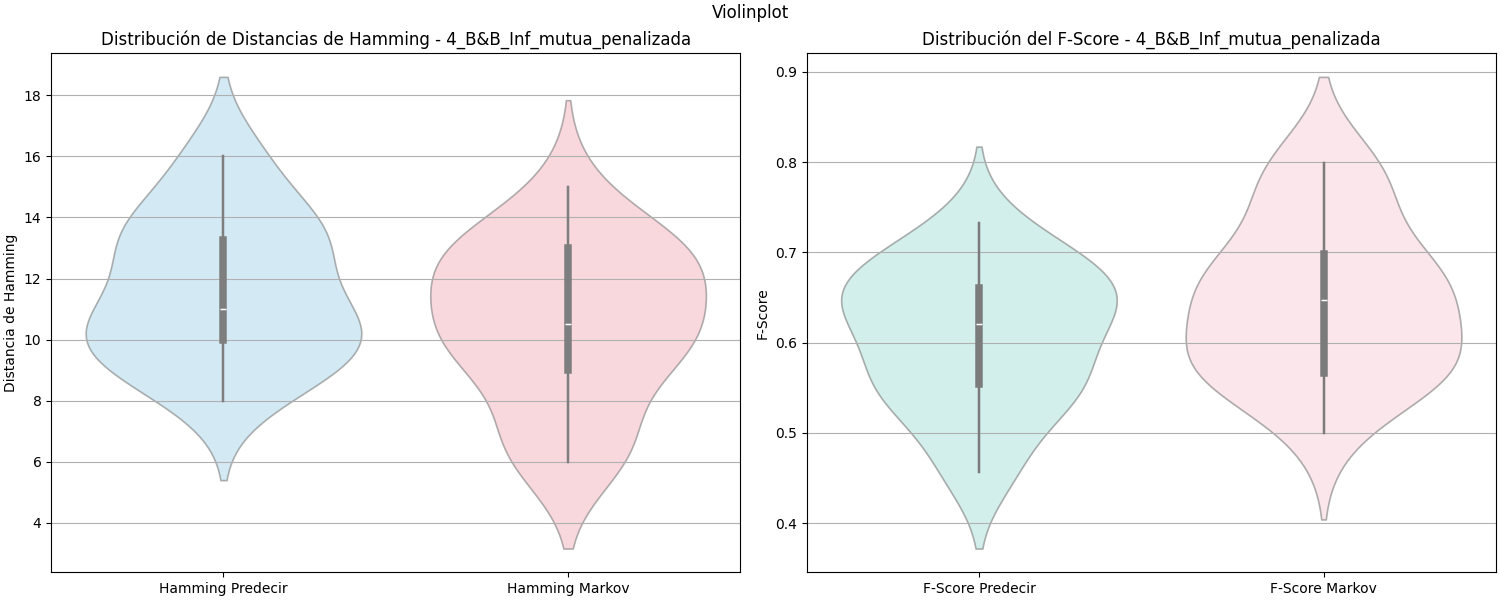 Violinplot
Distribución de Distancias de Hamming - 4_B&B_Inf_mutua_penalizada
Distancia de Hamming
18
16
14
12
10
8
6
4
Hamming Predecir
Hamming Markov
Distribución del F-Score - 4_B&B_Inf_mutua_penalizada
F-Score
0.9
0.8
0.7
0.6
0.5
0.4
F-Score Predecir
F-Score Markov